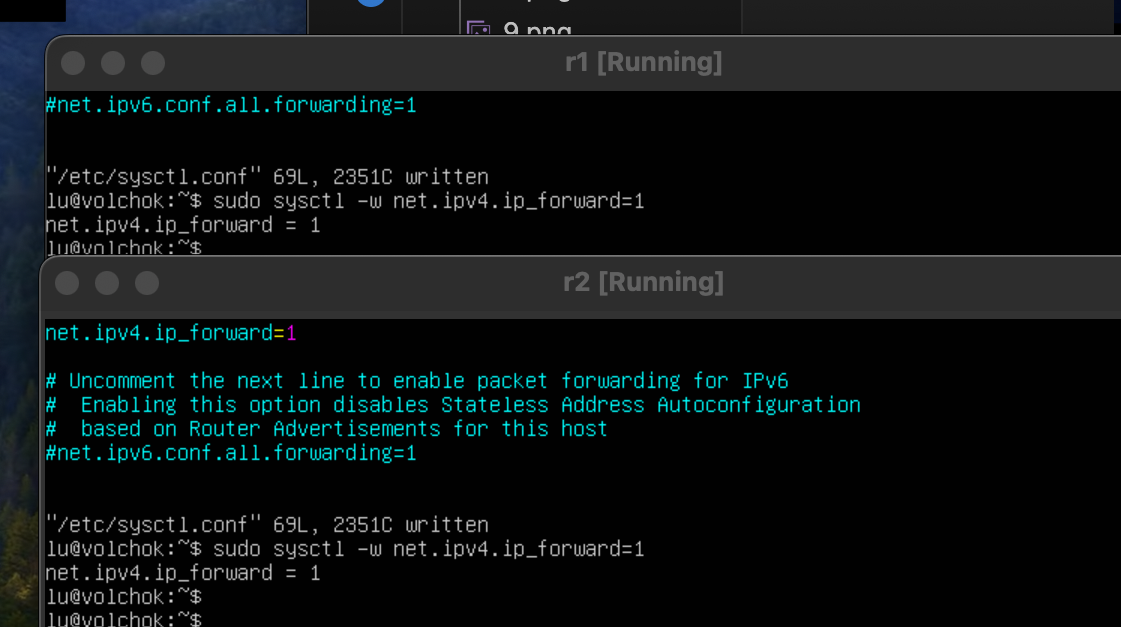 9.png
r1 [Running]
#net.ipv6.conf.all.forwarding=1
"/etc/sysctl.conf" 69L, 2351C written
lu@volchok:~$ sudo sysctl -w net.ipv4.ip_forward=1
net.ipv4.ip_forward = 1
lu@volchok:~$
r2 [Running]
net.ipv4.ip_forward=1
# Uncomment the next line to enable packet forwarding for IPv6
#  Enabling this option disables Stateless Address Autoconfiguration
#  based on Router Advertisements for this host
#net.ipv6.conf.all.forwarding=1
"/etc/sysctl.conf" 69L, 2351C written
lu@volchok:~$ sudo sysctl -w net.ipv4.ip_forward=1
net.ipv4.ip_forward = 1
lu@volchok:~$
lu@volchok:~$